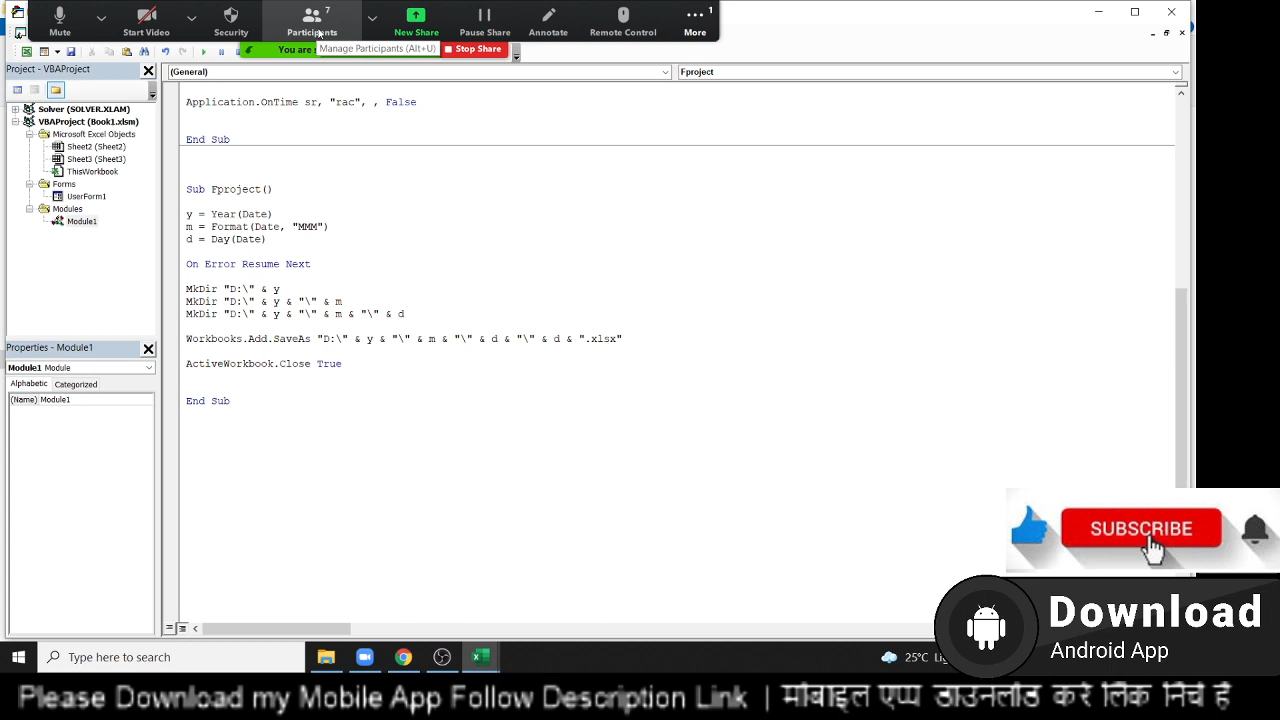 7
1
Mute
Start Video
Security
Participants
New Share
Pause Share
Annotate
Remote Control
More
You are
Manage Participants (Alt+U)
Stop Share
Project - VBAProject
(General)
Fproject
Solver (SOLVER.XLAM)
VBAProject (Book1.xlsm)
Microsoft Excel Objects
Sheet2 (Sheet2)
Sheet3 (Sheet3)
ThisWorkbook
Forms
UserForm1
Modules
Module1
Application.OnTime sr, "rac", , False
End Sub
Sub Fproject()
y = Year(Date)
m = Format(Date, "MMM")
d = Day(Date)
On Error Resume Next
MkDir "D:\" & y
MkDir "D:\" & y & "\" & m
MkDir "D:\" & y & "\" & m & "\" & d
Workbooks.Add.SaveAs "D:\" & y & "\" & m & "\" & d & "\" & d & ".xlsx"
ActiveWorkbook.Close True
End Sub
Properties - Module1
Module1 Module
Alphabetic
Categorized
(Name) Module1
SUBSCRIBE
Download
Android App
Type here to search
25°C
Please Download my Mobile App Follow Description Link | मोबाइल एप्प डाउनलोड करे लिंक निचे है